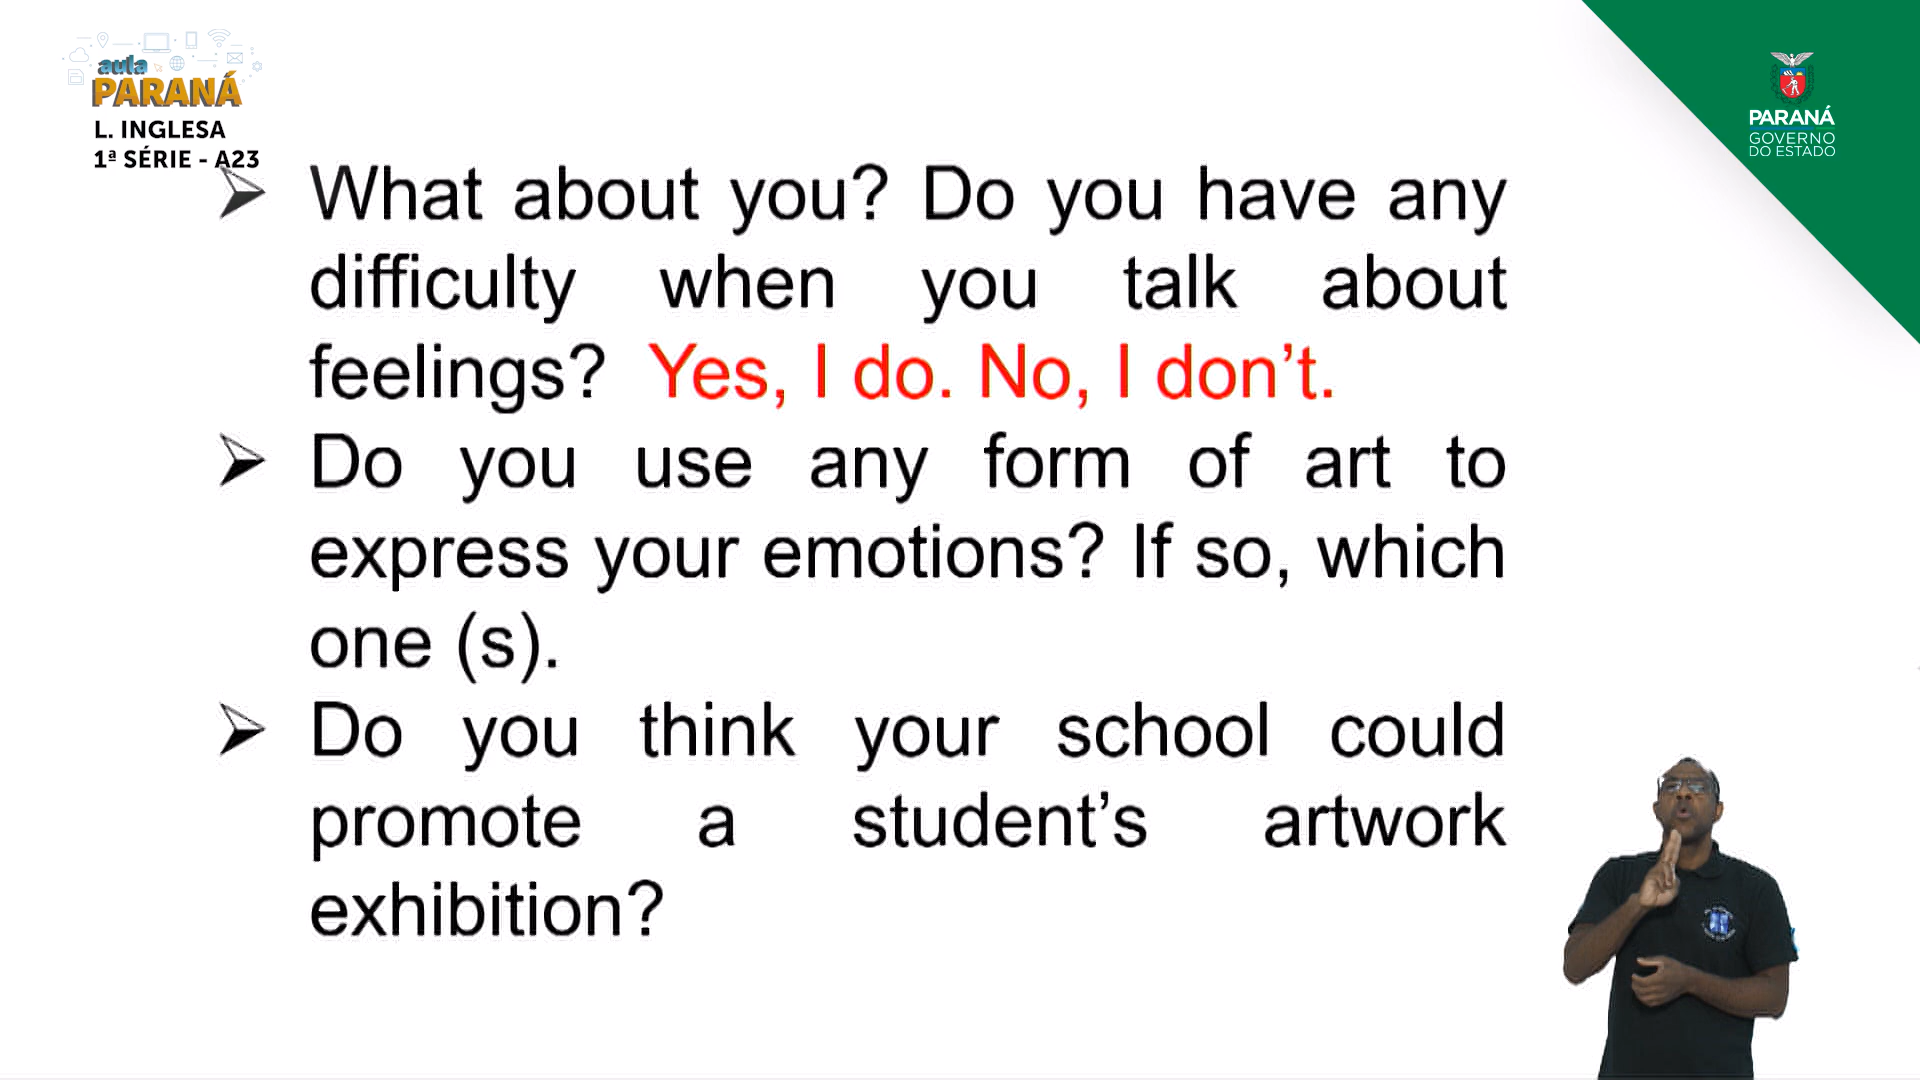 aula
PARANÁ
L. INGLESA
1ª SÉRIE - A23
PARANÁ
GOVERNO
DO ESTADO
What about you? Do you have any
difficulty when you talk about
feelings? Yes, I do. No, I don’t.
Do you use any form of art to
express your emotions? If so, which
one (s).
Do you think your school could
promote a student’s artwork
exhibition?